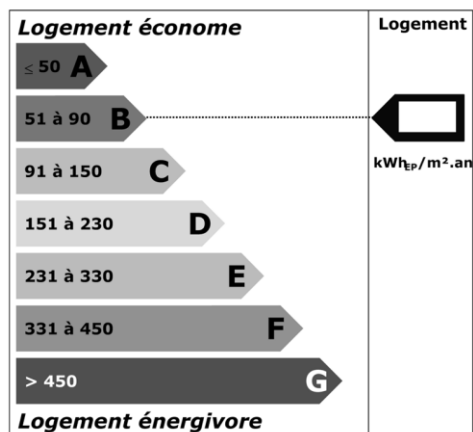 Logement économe
Logement
≤ 50 A
51 à 90 B
kWhEP/m².an
91 à 150 C
151 à 230 D
231 à 330 E
331 à 450 F
> 450 G
Logement énergivore